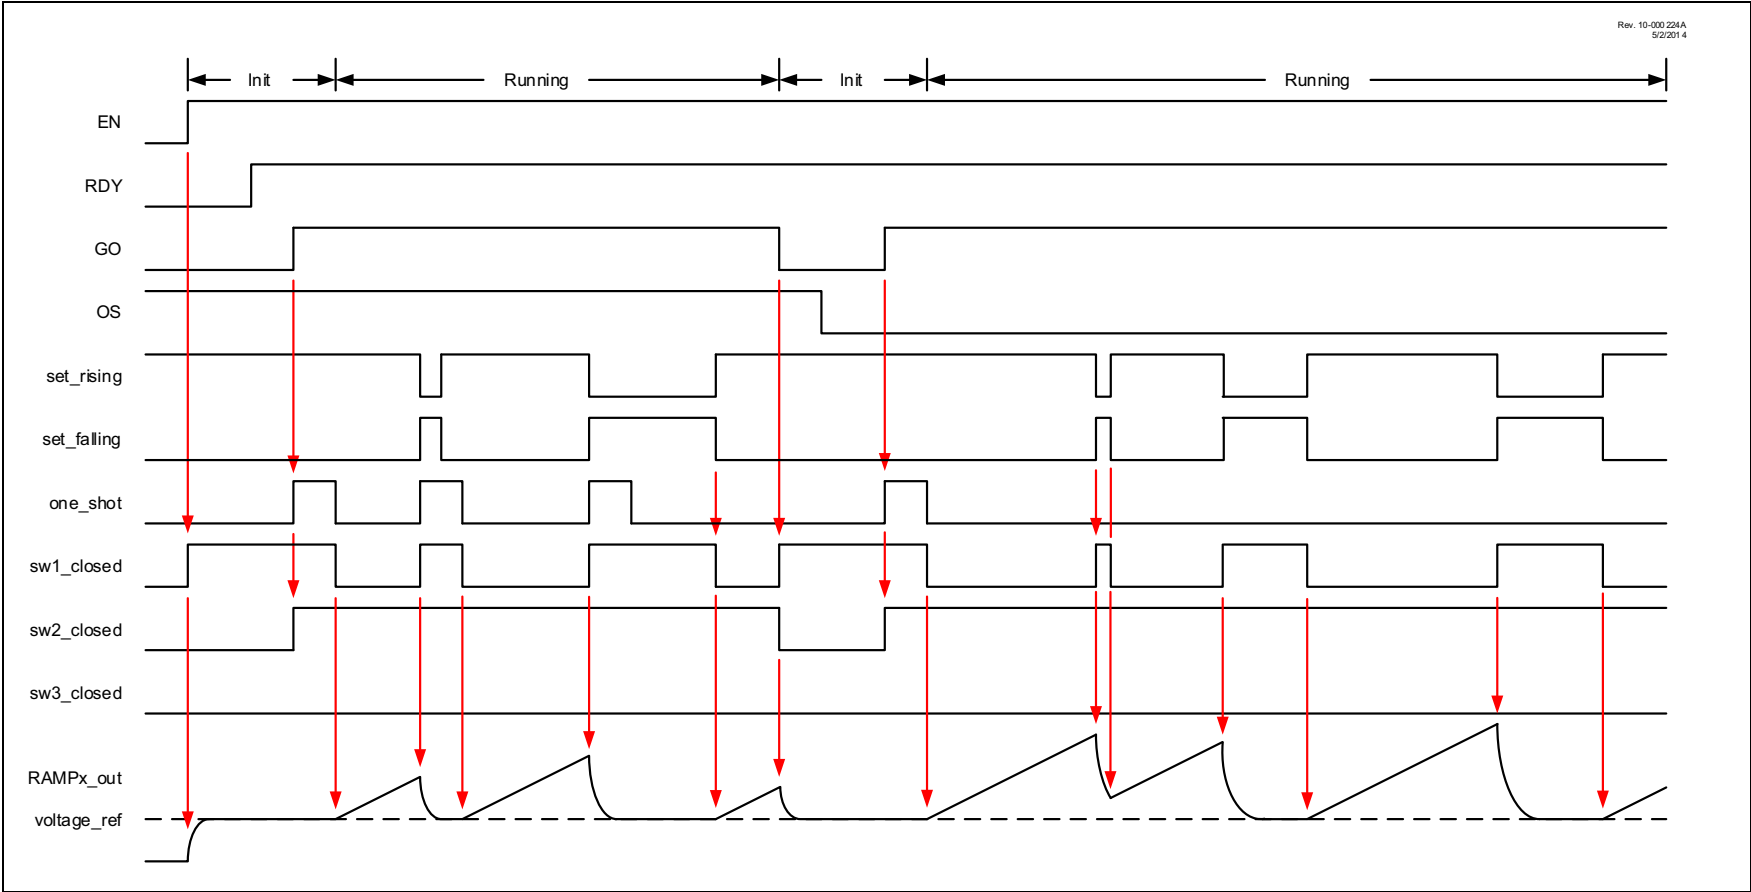 Rev. 10-000 224A
5/2/201 4
Init
Running
Init
Running
EN
RDY
GO
OS
set_rising
set_falling
one_shot
sw1_closed
sw2_closed
sw3_closed
RAMPx_out
voltage_ref